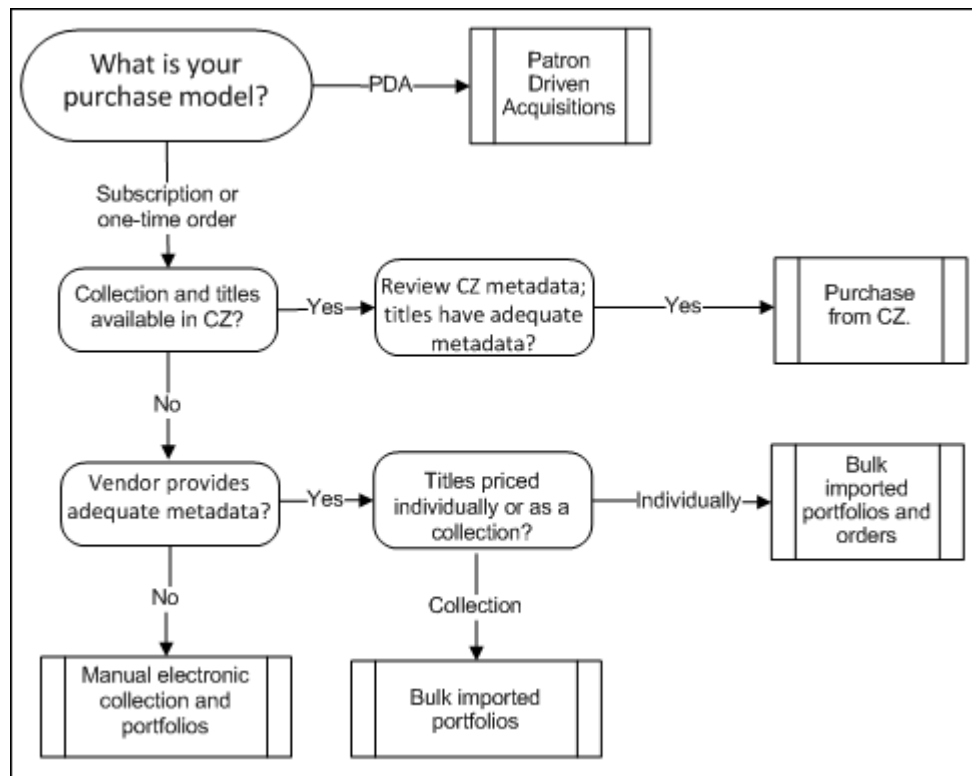 What is your
purchase model?
PDA
Patron
Driven
Acquisitions
Subscription or
one-time order
Collection and titles
available in CZ?
Yes
Review CZ metadata;
titles have adequate
metadata?
Yes
Purchase
from CZ.
No
Vendor provides
adequate metadata?
Yes
Titles priced
individually or as a
collection?
Individually
Bulk
imported
portfolios and
orders
No
Collection
Manual electronic
collection and
portfolios
Bulk imported
portfolios